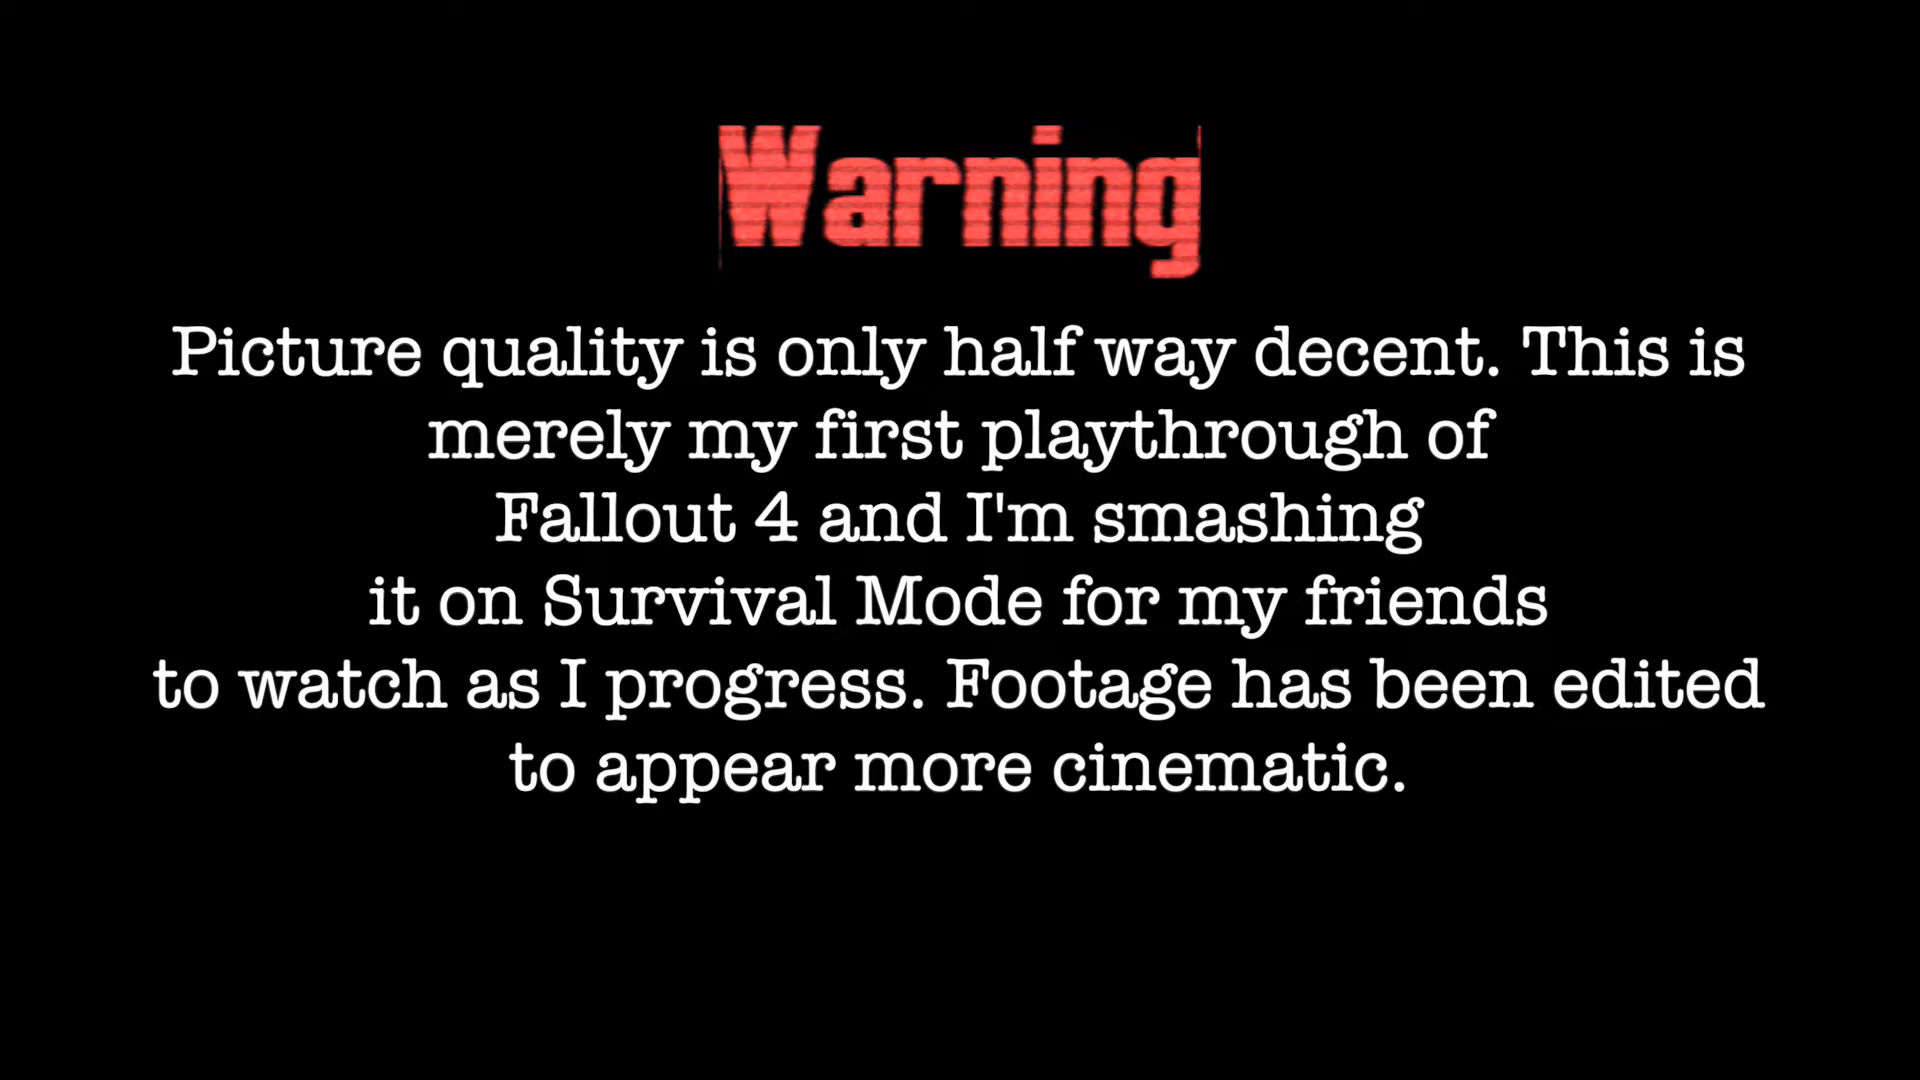 Warning
Picture quality is only half way decent. This is
merely my first playthrough of
Fallout 4 and I'm smashing
it on Survival Mode for my friends
to watch as I progress. Footage has been edited
to appear more cinematic.